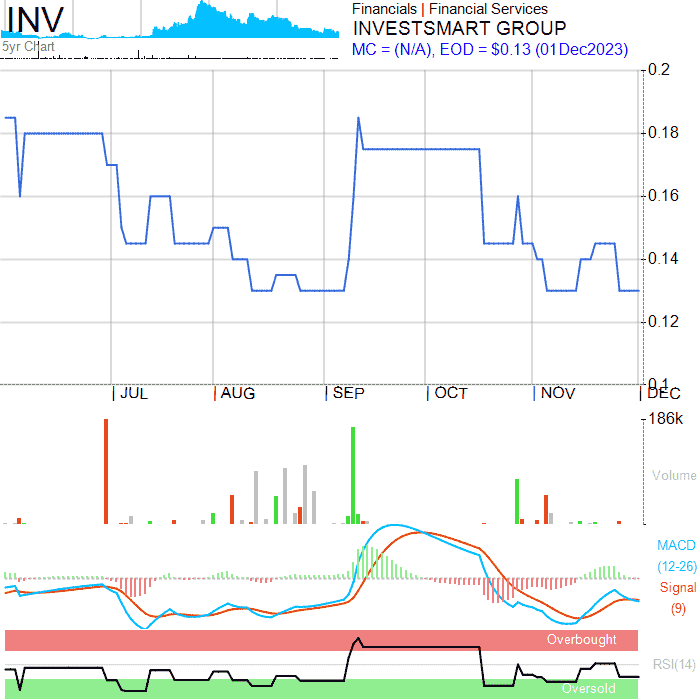 INV
Financials | Financial Services
INVESTSMART GROUP
5yr Chart
MC = (N/A), EOD = $0.13 (01Dec2023)
0.2
0.18
0.16
0.14
0.12
0.1
JUL AUG SEP OCT NOV DEC
186k
Volume
MACD
(12-26)
Signal
(9)
Overbought
RSI(14)
Oversold